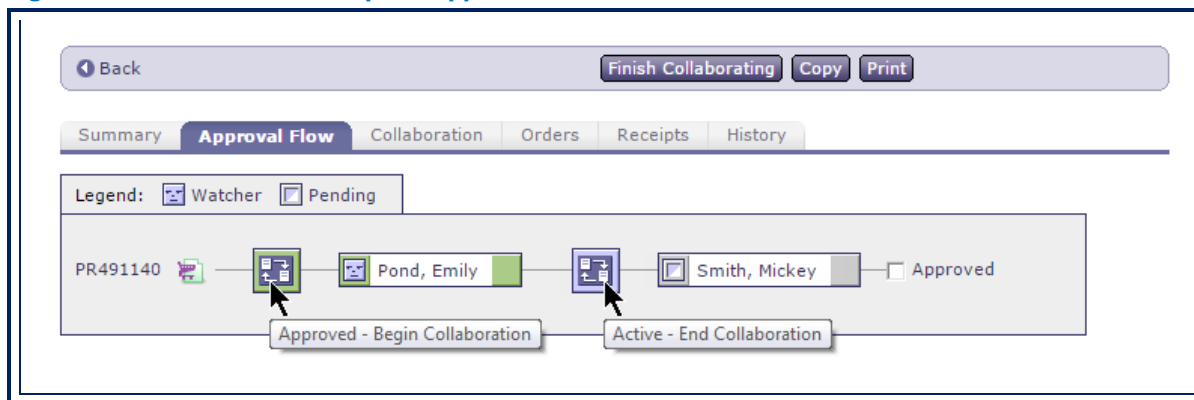 Back Finish Collaborating Copy Print
Summary Approval Flow Collaboration Orders Receipts History
Legend: Watcher Pending
PR491140 Pond, Emily Smith, Mickey Approved
Approved - Begin Collaboration Active - End Collaboration